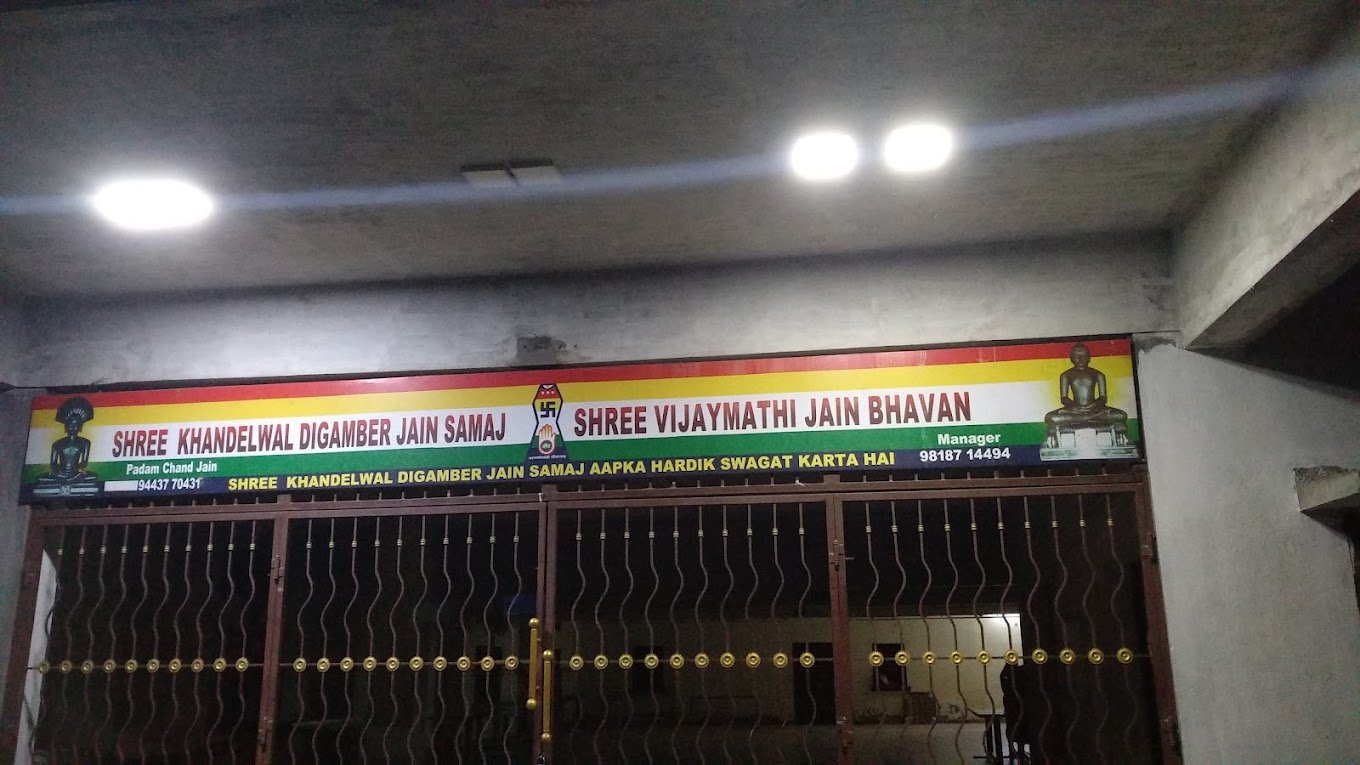 SHREE KHANDELWAL DIGAMBER JAIN SAMAJ
SHREE VIJAYMATHI JAIN BHAVAN
Padam Chand Jain
94437 70431
Manager
98187 14494
SHREE KHANDELWAL DIGAMBER JAIN SAMAJ AAPKA HARDIK SWAGAT KARTA HAI